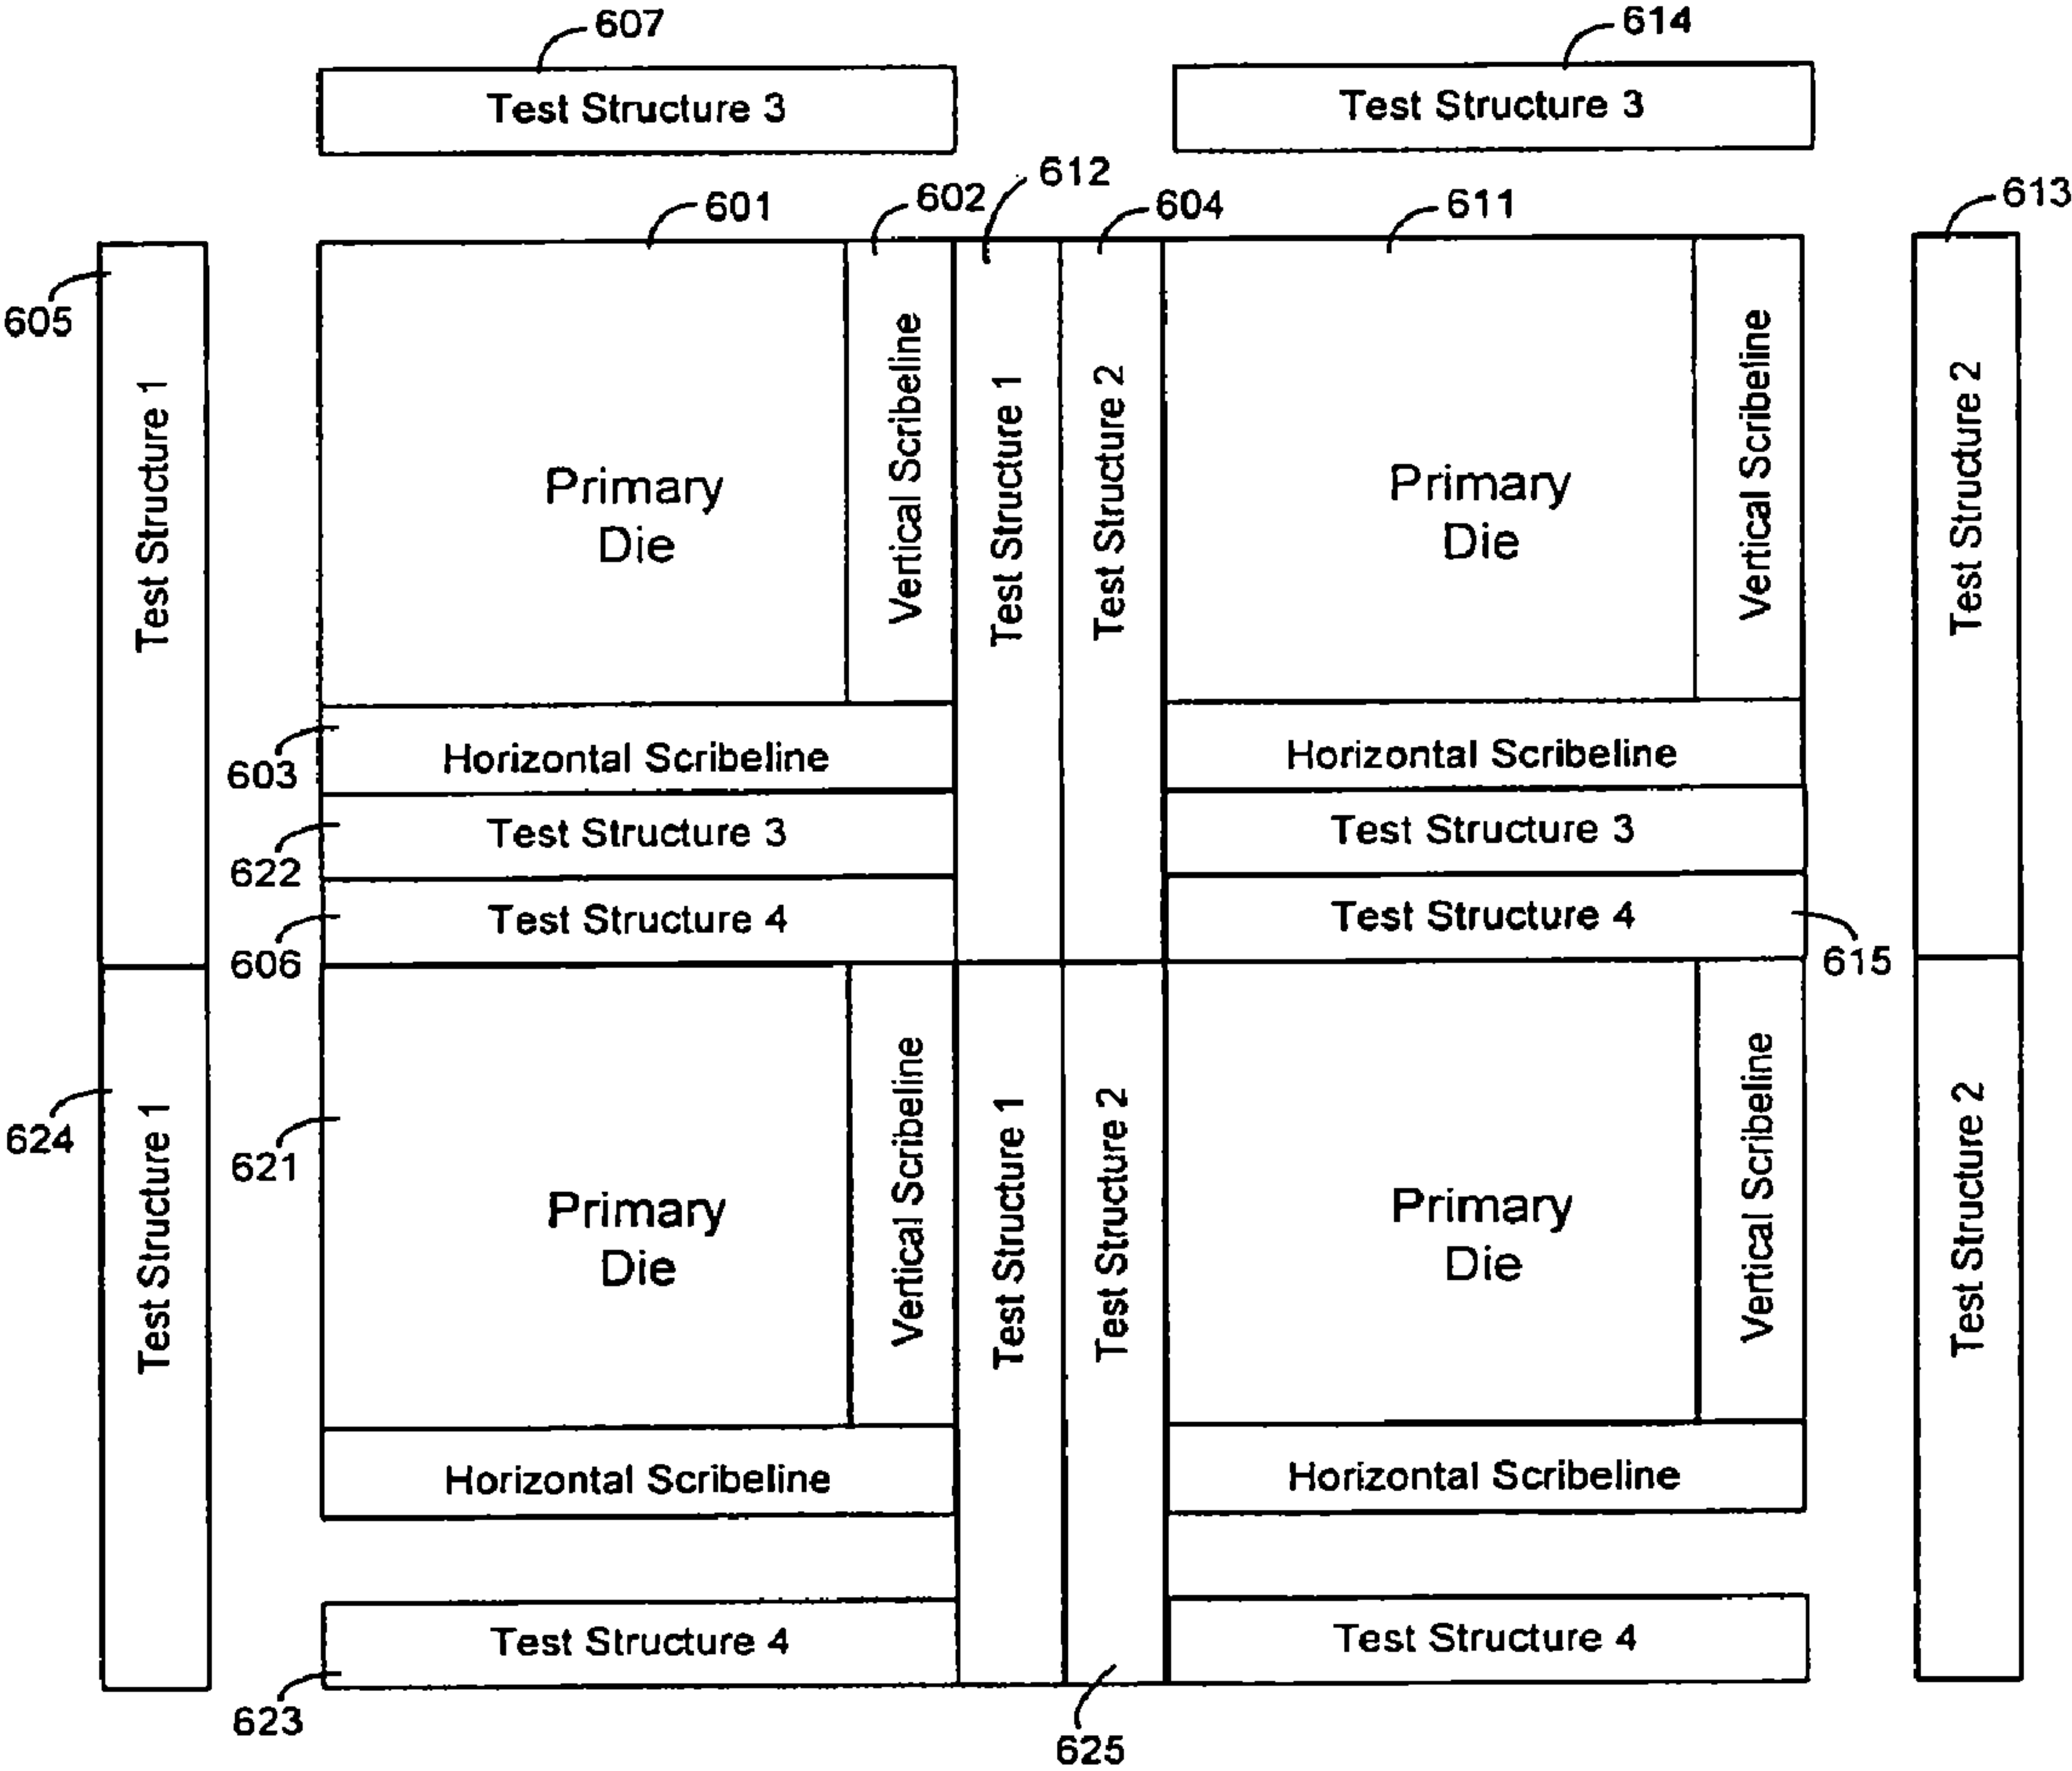 607
614
Test Structure 3
Test Structure 3
612
601
602
604
611
613
605
Test Structure 1
Primary
Die
Vertical Scribeline
Test Structure 1
Test Structure 2
Primary
Die
Vertical Scribeline
Test Structure 2
603
Horizontal Scribeline
Horizontal Scribeline
622
Test Structure 3
Test Structure 3
606
Test Structure 4
Test Structure 4
615
624
Test Structure 1
621
Primary
Die
Vertical Scribeline
Test Structure 1
Test Structure 2
Primary
Die
Vertical Scribeline
Test Structure 2
Horizontal Scribeline
Horizontal Scribeline
Test Structure 4
Test Structure 4
623
625